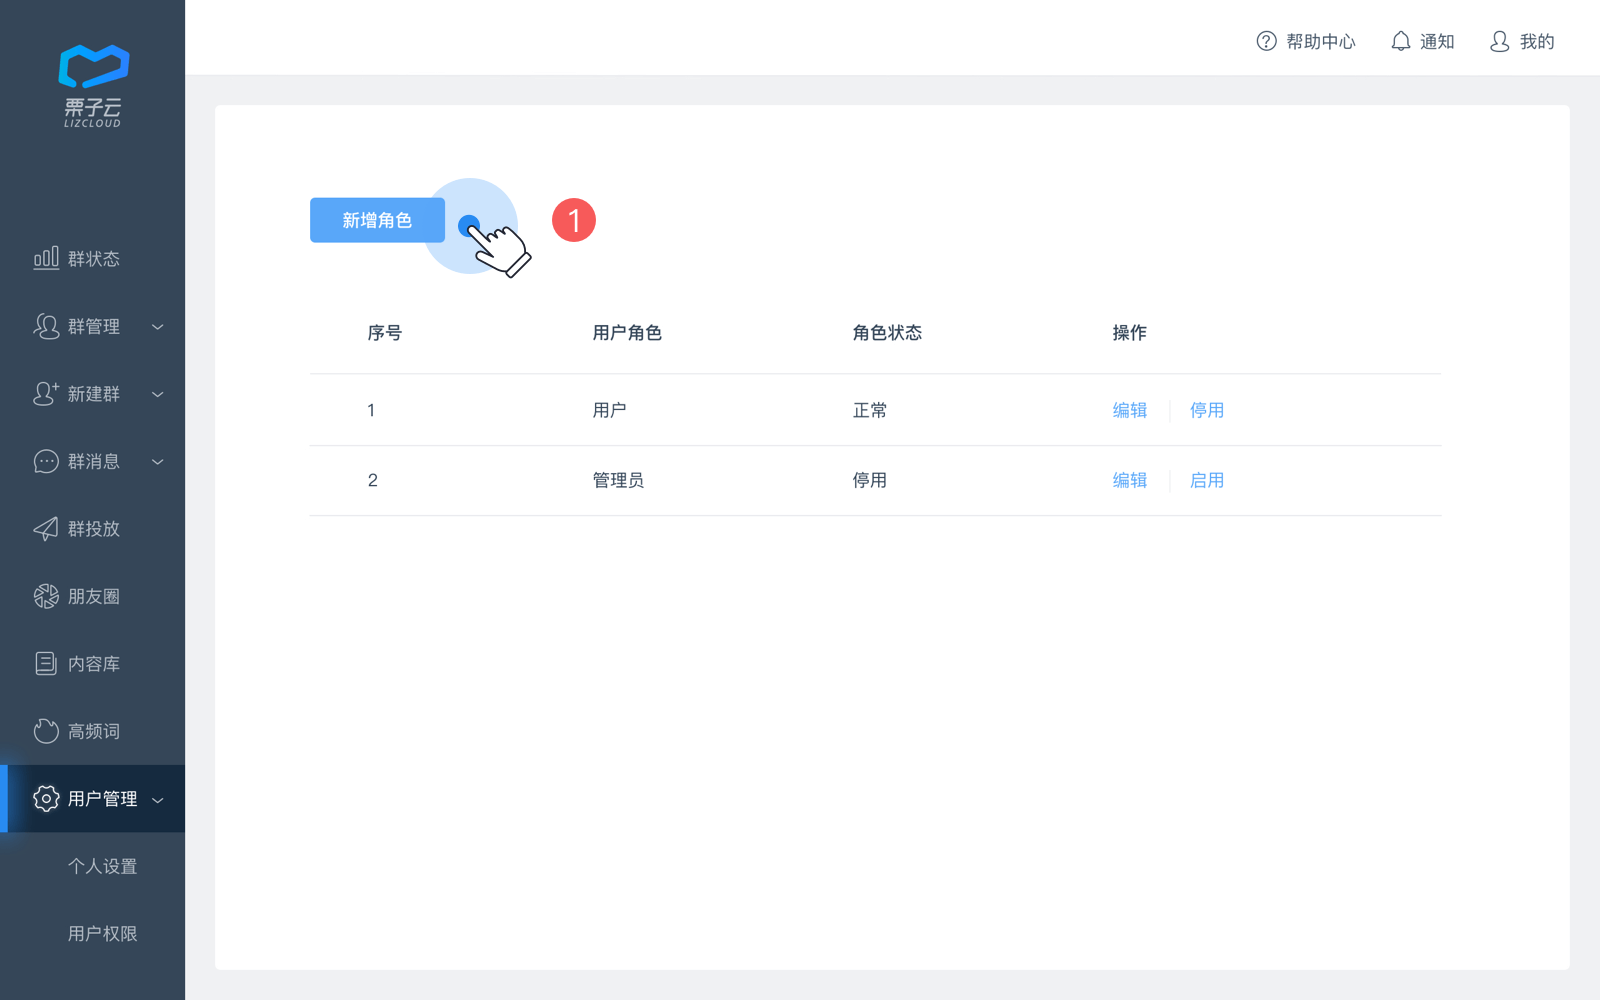 帮助中心 通知 我的
栗子云
LIZCLOUD
群状态
群管理
新建群
群消息
群投放
朋友圈
内容库
高频词
用户管理
个人设置
用户权限
新增角色 1
序号 用户角色 角色状态 操作
1 用户 正常 编辑 停用
2 管理员 停用 编辑 启用